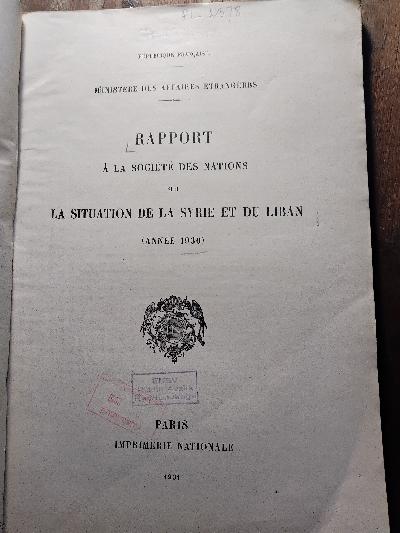 RÉPUBLIQUE FRANÇAISE
MINISTÈRE DES AFFAIRES ÉTRANGÈRES
RAPPORT
À LA SOCIÉTÉ DES NATIONS
SUR
LA SITUATION DE LA SYRIE ET DU LIBAN
(ANNÉE 1930)
PARIS
IMPRIMERIE NATIONALE
1931